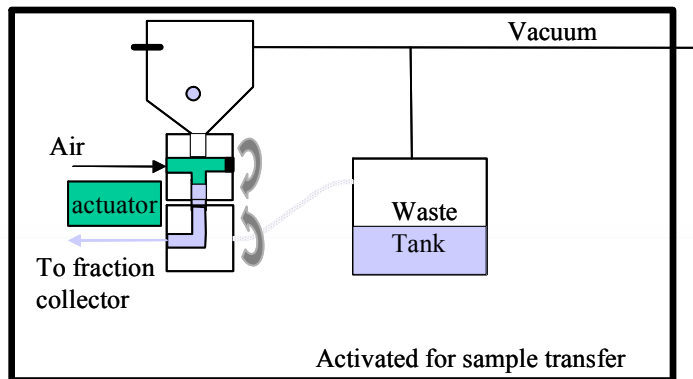 Vacuum
Air
actuator
Waste
Tank
To fraction
collector
Activated for sample transfer